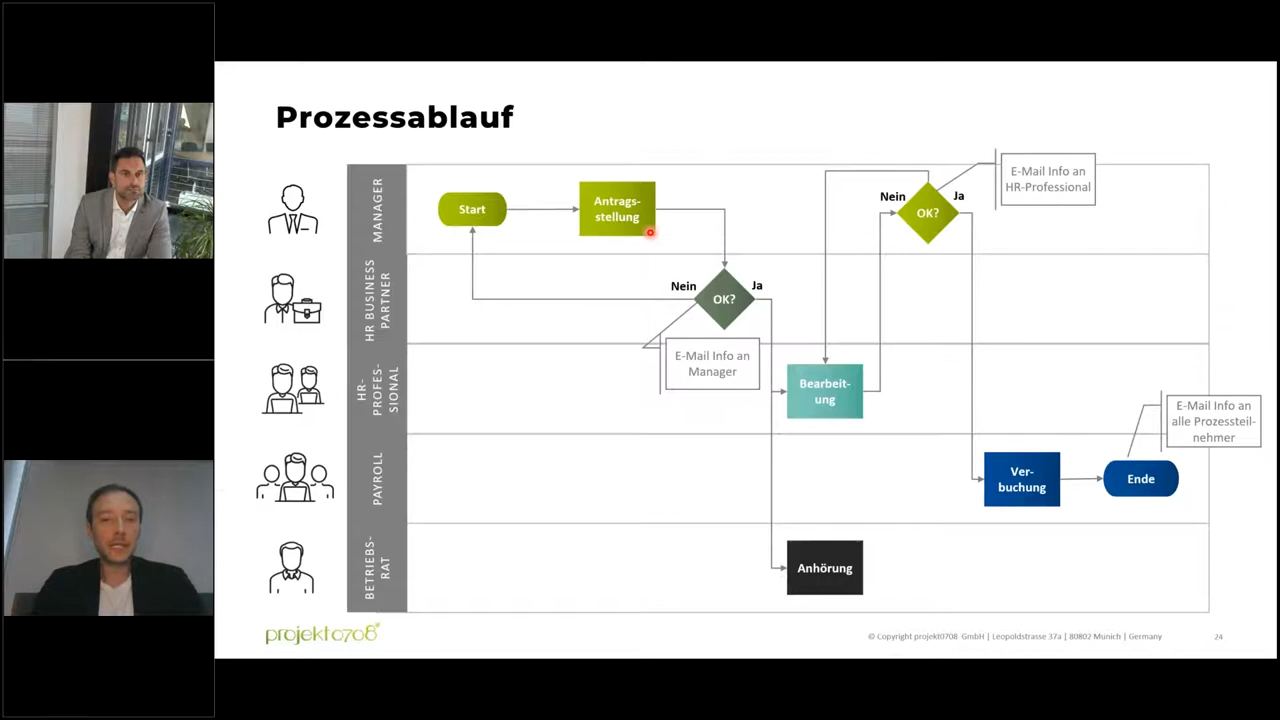 Prozessablauf
MANAGER
Start
Antrags-
stellung
Nein
OK?
Ja
E-Mail Info an
HR-Professional
HR BUSINESS
PARTNER
Nein
OK?
Ja
E-Mail Info an
Manager
HR-
PROFES-
SIONAL
Bearbeit-
ung
E-Mail Info an
alle Prozessteil-
nehmer
PAYROLL
Ver-
buchung
Ende
BETRIEBS-
RAT
Anhörung
projekt0708
© Copyright projekt0708 GmbH | Leopoldstrasse 37a | 80802 Munich | Germany
24